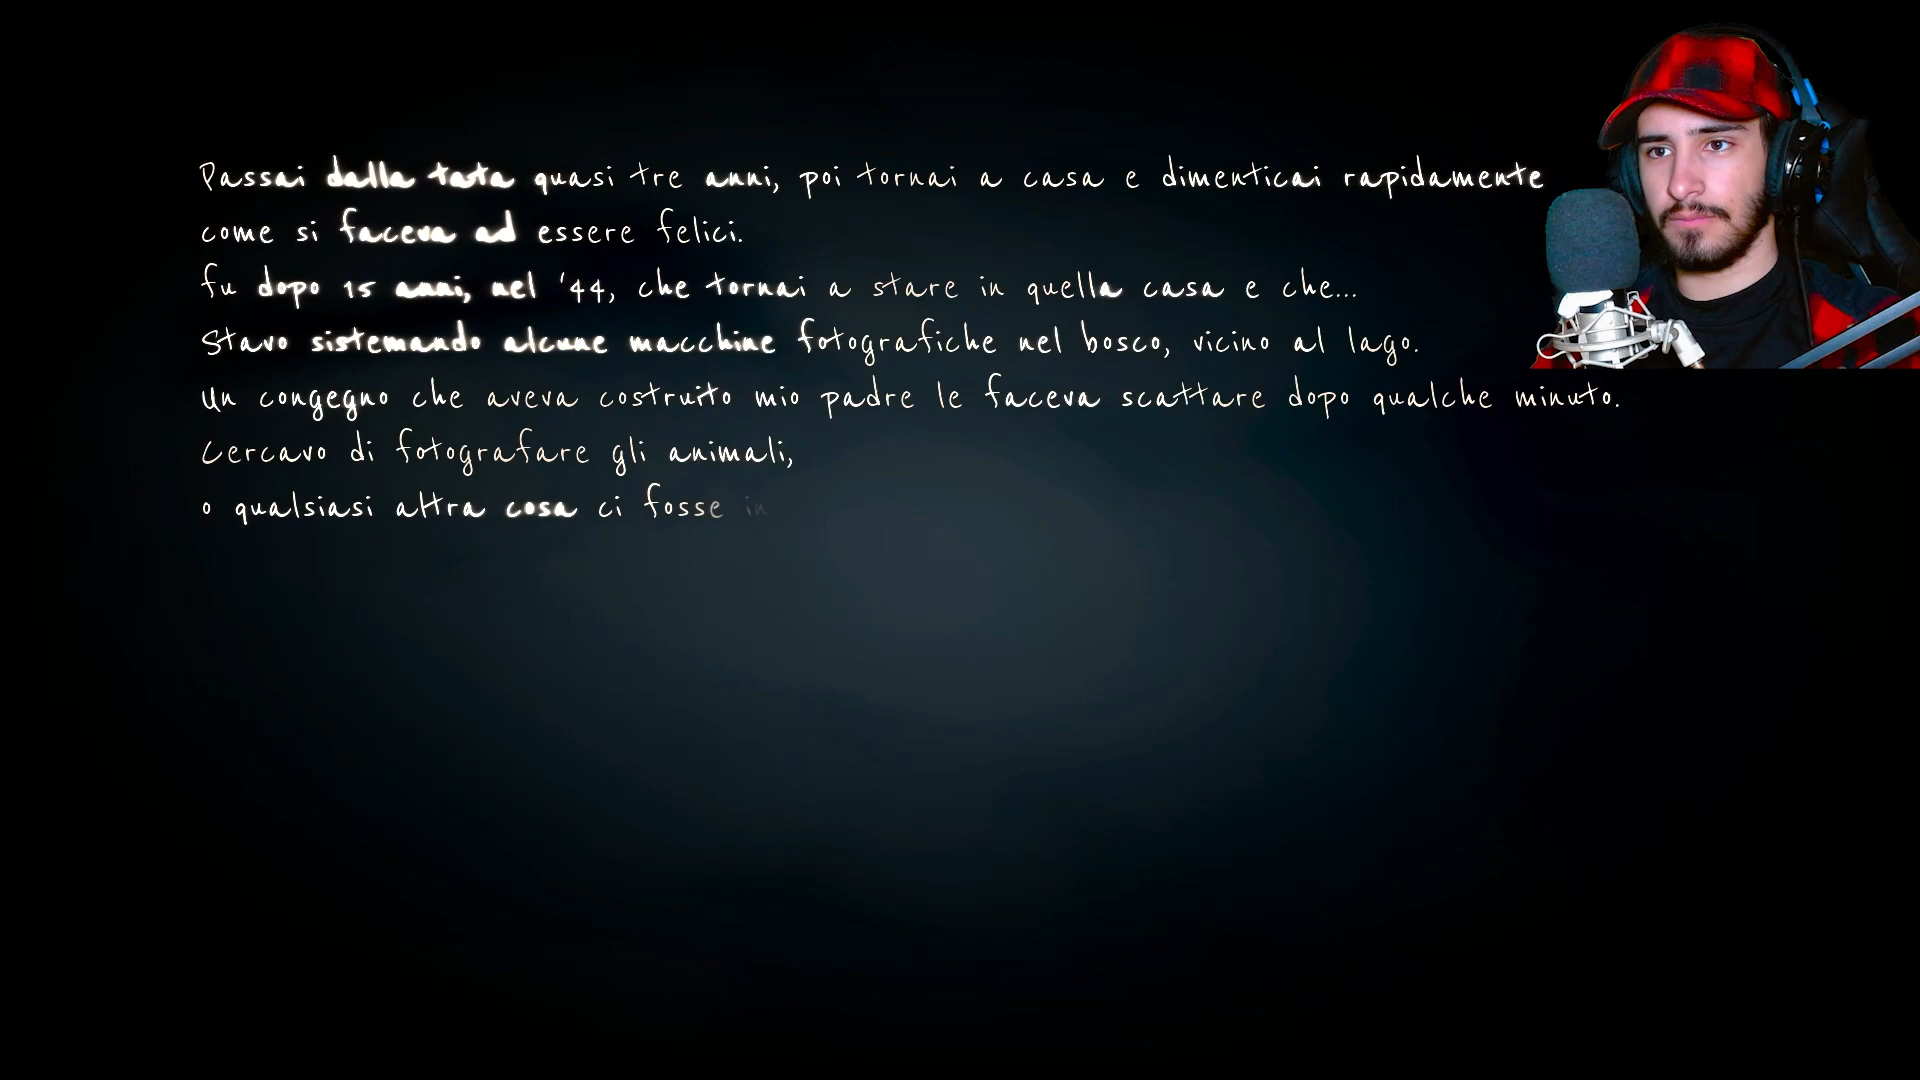 Passai dalla tata quasi tre anni, poi tornai a casa e dimenticai rapidamente
come si faceva ad essere felici.
fu dopo 15 anni, nel '44, che tornai a stare in quella casa e che...
Stavo sistemando alcune macchine fotografiche nel bosco, vicino al lago.
Un congegno che aveva costruito mio padre le faceva scattare dopo qualche minuto.
Cercavo di fotografare gli animali,
o qualsiasi altra cosa ci fosse in